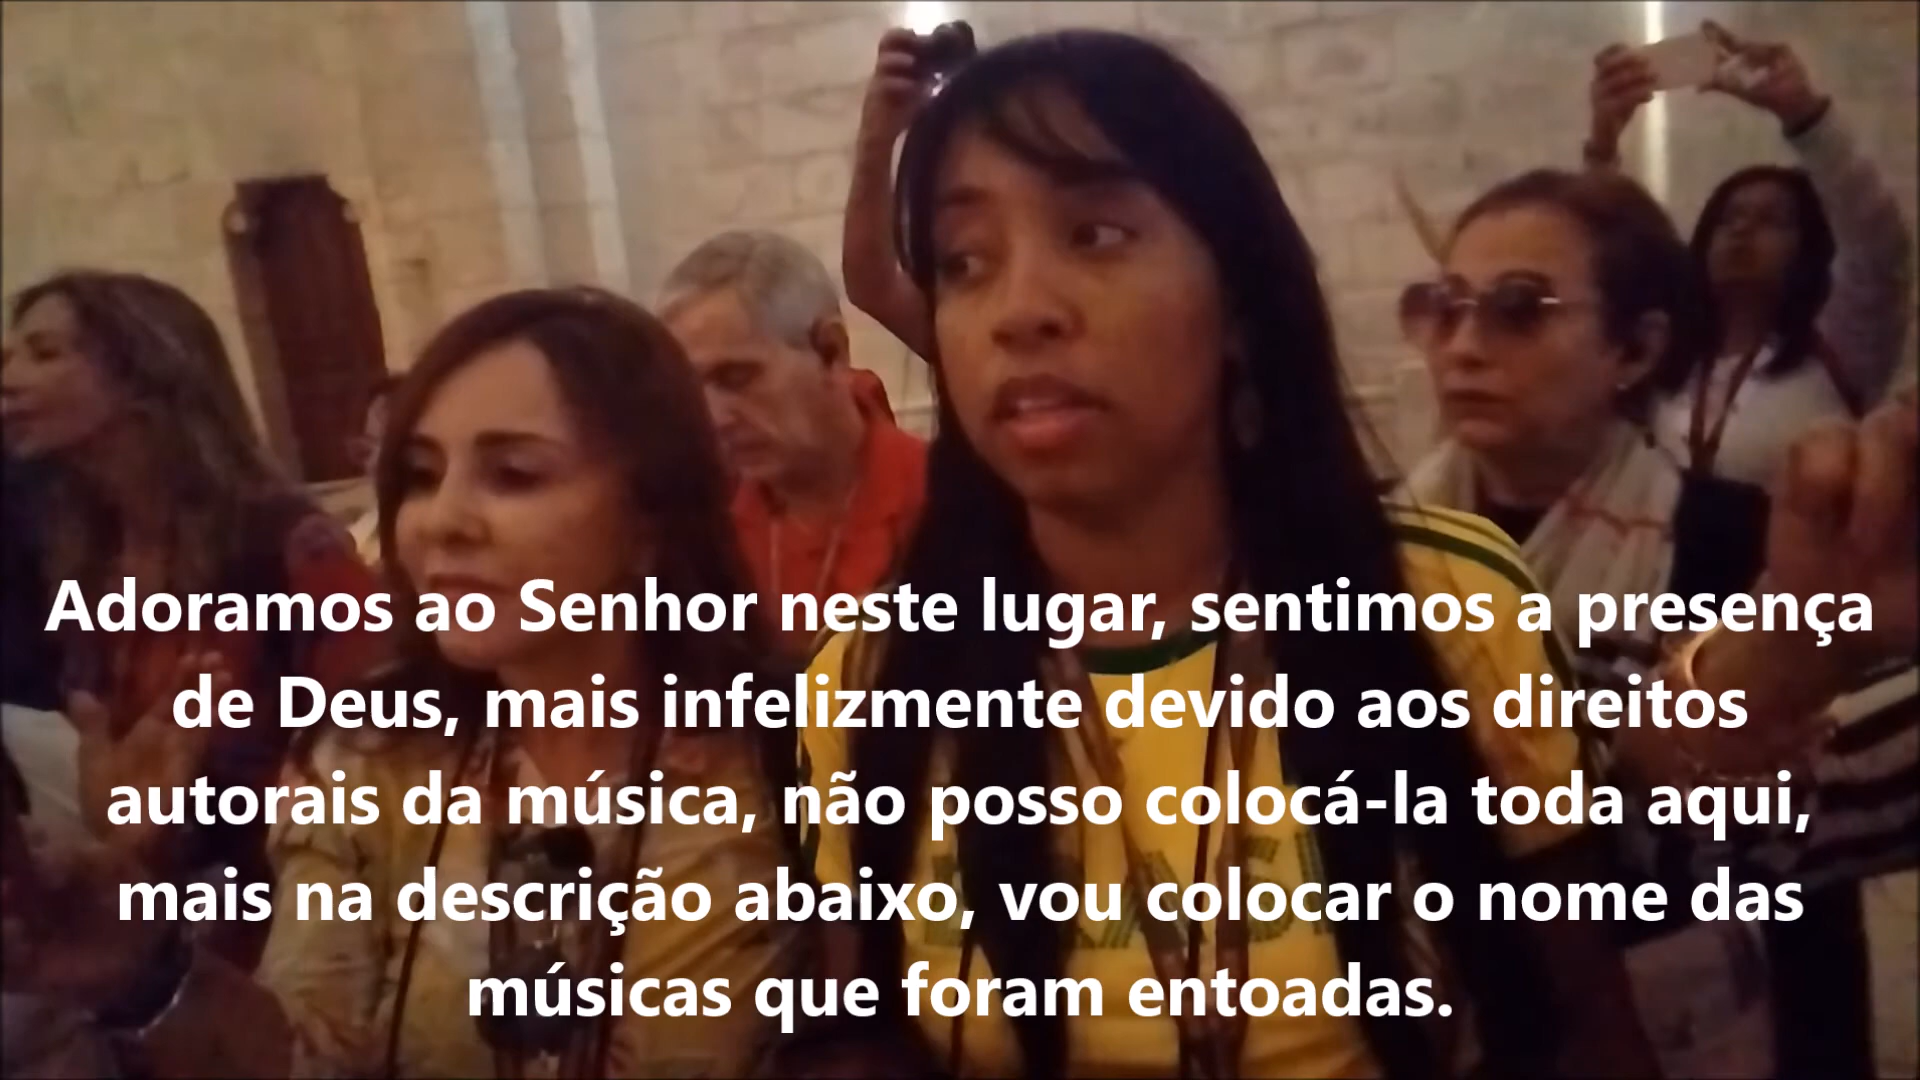 Adoramos ao Senhor neste lugar, sentimos a presença
de Deus, mais infelizmente devido aos direitos
autorais da música, não posso colocá-la toda aqui,
mais na descrição abaixo, vou colocar o nome das
músicas que foram entoadas.